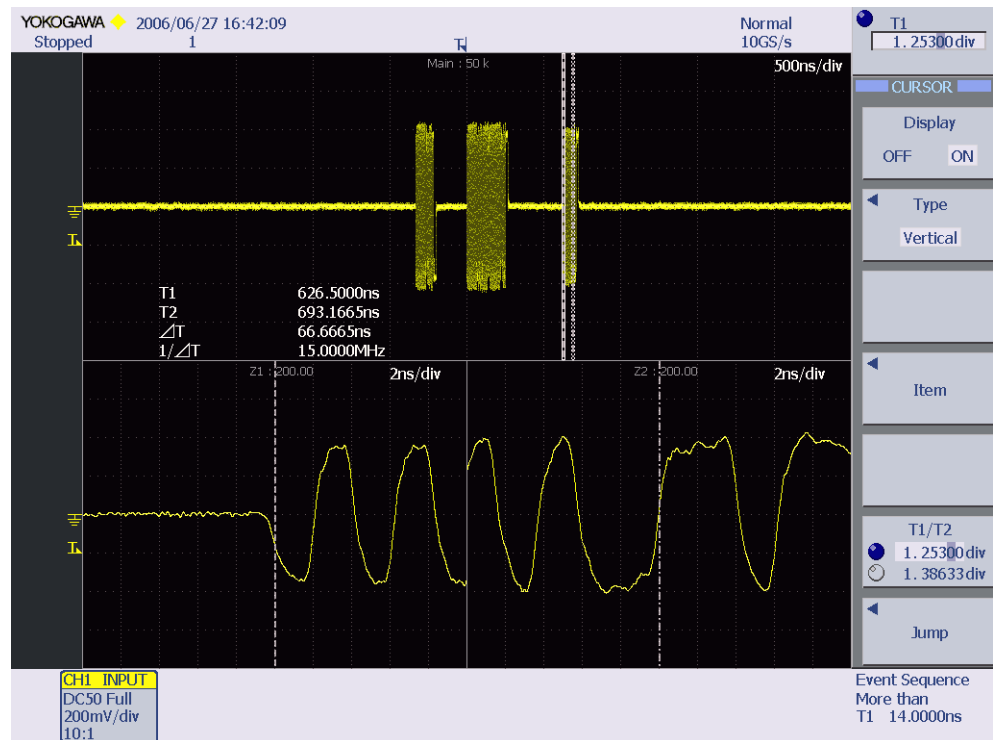 YOKOGAWA 2006/06/27 16:42:09
Normal
Stopped 1
10GS/s
T
Main : 50 k
500ns/div
T1 626.5000ns
T2 693.1665ns
⊿T 66.6665ns
1/⊿T 15.0000MHz
Z1 : 200.00 2ns/div
Z2 : 200.00 2ns/div
T
T
T1
1.25300div
CURSOR
Display
OFF ON
Type
Vertical
Item
T1/T2
1.25300div
1.38633div
Jump
CH1 INPUT
DC50 Full
200mV/div
10:1
Event Sequence
More than
T1 14.0000ns